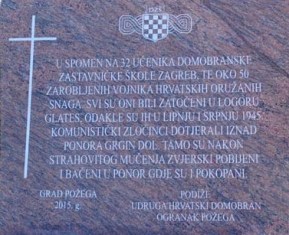 U SPOMEN NA 32 UČENIKA DOMOBRANSKE
ZASTAVNIČKE ŠKOLE ZAGREB, TE OKO 50
ZAROBLJENIH VOJNIKA HRVATSKIH DRUŽANIH
SNAGA. SVI SU ONI BILI ZATOČENI U LOGORU
GLATES, ODAKLE SU IH U LIPNJU I SRPNJU 1945.
KOMUNISTIČKI ZLOČINCI DOTJERALI IZNAD
PONORA GRGIN DOL. TAMO SU NAKON
STRAHOVITOG MUČENJA ZVJERSKI POBIJENI
I BAČENI U PONOR GDJE SU I POKOPANI.
GRAD POŽEGA
2015. g.
PODIŽE:
UDRUGA HRVATSKI DOMOBRAN
OGRANAK POŽEGA